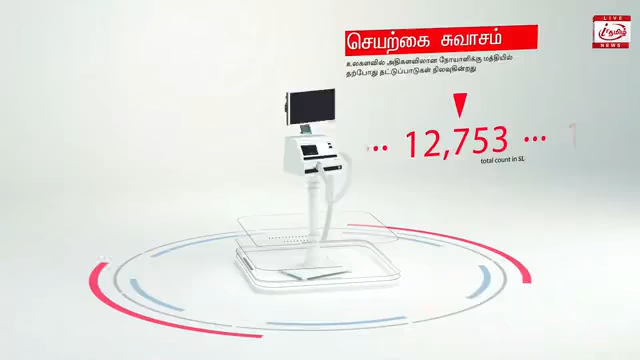 செயற்கை சுவாசம்
உலகளவில் அதிகளவிலான நோயாளிக்கு மத்தியில்
தற்போது தட்டுப்பாடுகள் நிலவுகின்றது
12,753
total count in SL
LIVE
தமிழ்
NEWS